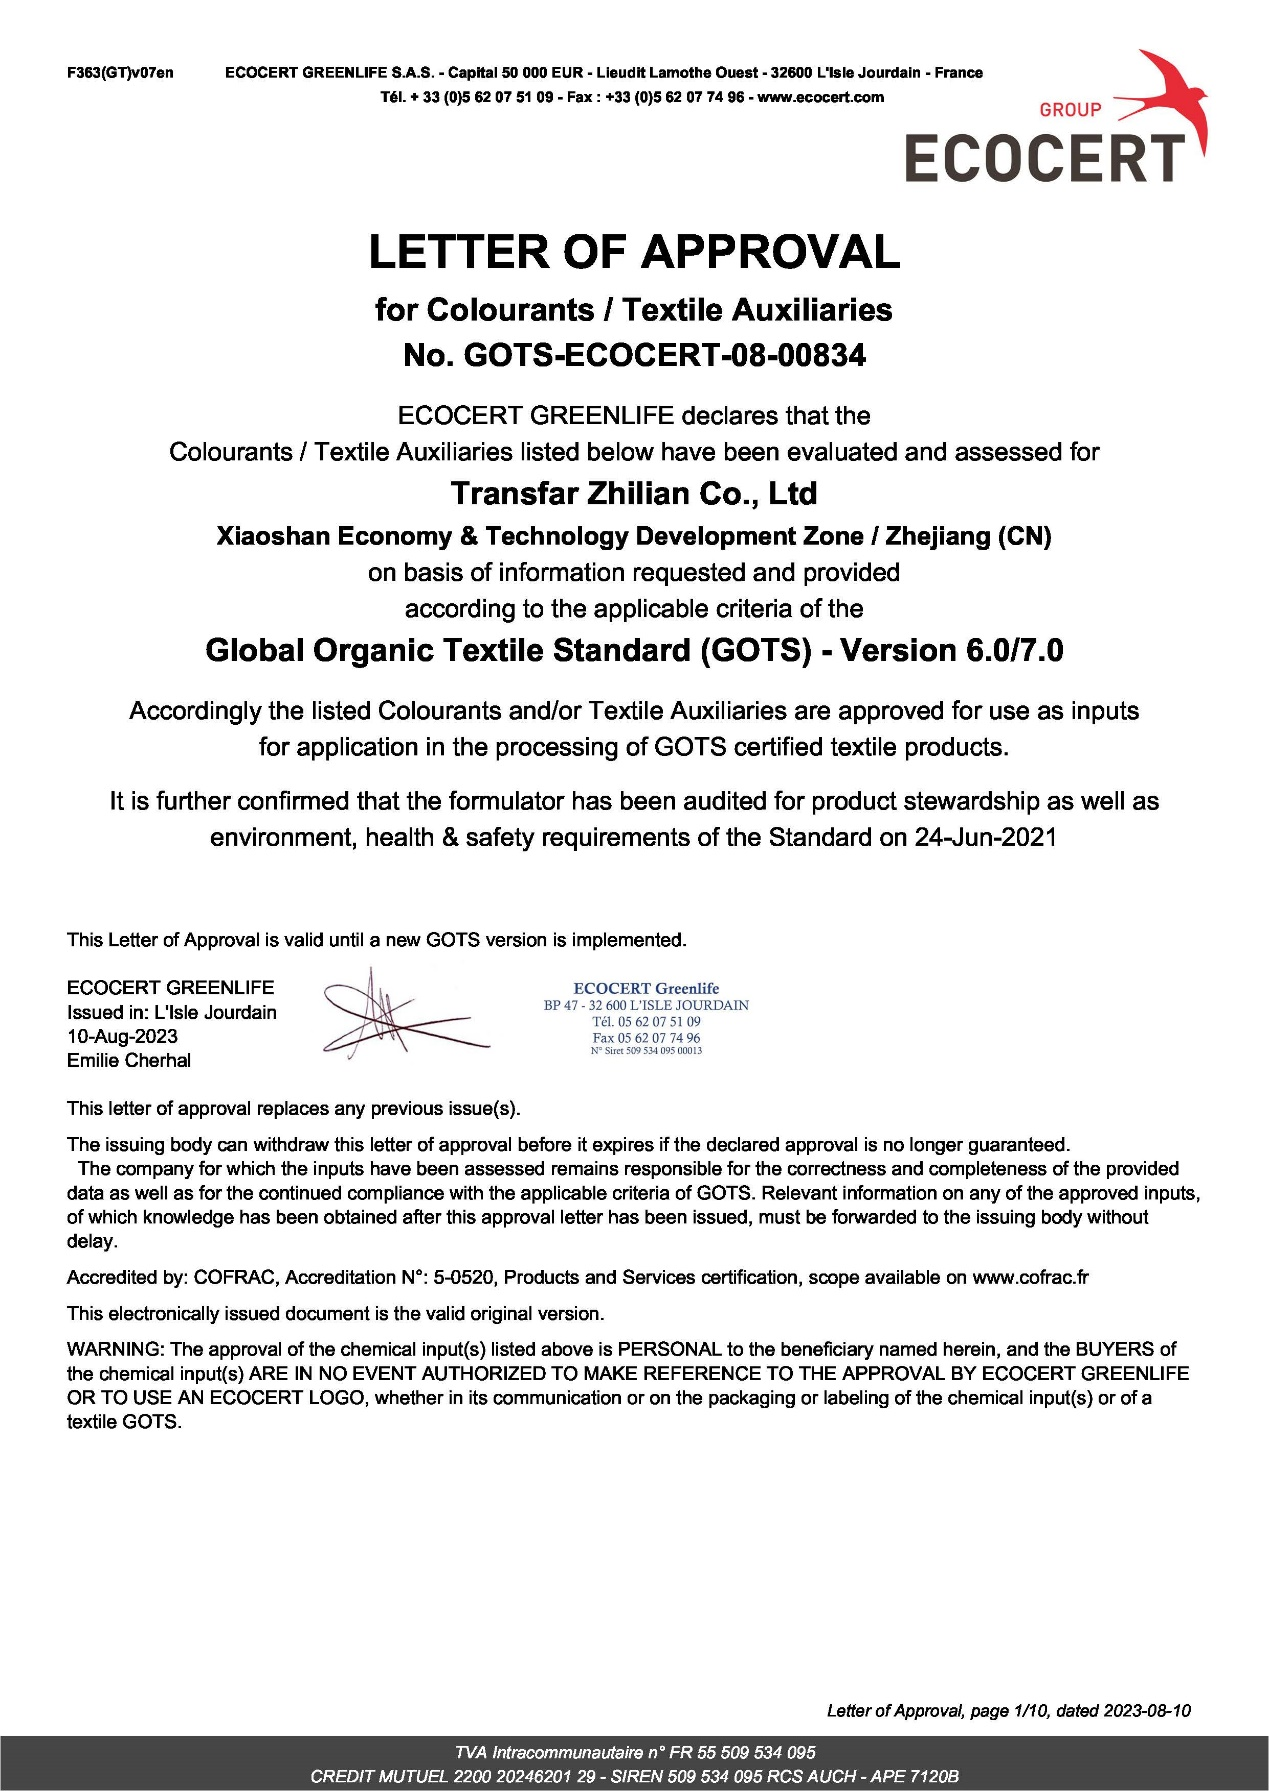 F363(GT)v07en
ECOCERT GREENLIFE S.A.S. - Capital 50 000 EUR - Lieudit Lamothe Ouest - 32600 L'Isle Jourdain - France
Tél. + 33 (0)5 62 07 51 09 - Fax : +33 (0)5 62 07 74 96 - www.ecocert.com
GROUP
ECOCERT
LETTER OF APPROVAL
for Colourants / Textile Auxiliaries
No. GOTS-ECOCERT-08-00834
ECOCERT GREENLIFE declares that the
Colourants / Textile Auxiliaries listed below have been evaluated and assessed for
Transfar Zhilian Co., Ltd
Xiaoshan Economy & Technology Development Zone / Zhejiang (CN)
on basis of information requested and provided
according to the applicable criteria of the
Global Organic Textile Standard (GOTS) - Version 6.0/7.0
Accordingly the listed Colourants and/or Textile Auxiliaries are approved for use as inputs
for application in the processing of GOTS certified textile products.
It is further confirmed that the formulator has been audited for product stewardship as well as
environment, health & safety requirements of the Standard on 24-Jun-2021
This Letter of Approval is valid until a new GOTS version is implemented.
ECOCERT GREENLIFE
Issued in: L'Isle Jourdain
10-Aug-2023
Emilie Cherhal
ECOCERT Greenlife
BP 47 - 32 600 L'ISLE JOURDAIN
Tél. 05 62 07 51 09
Fax 05 62 07 74 96
N° Siret 509 534 095 00013
This letter of approval replaces any previous issue(s).
The issuing body can withdraw this letter of approval before it expires if the declared approval is no longer guaranteed.
The company for which the inputs have been assessed remains responsible for the correctness and completeness of the provided
data as well as for the continued compliance with the applicable criteria of GOTS. Relevant information on any of the approved inputs,
of which knowledge has been obtained after this approval letter has been issued, must be forwarded to the issuing body without
delay.
Accredited by: COFRAC, Accreditation N°: 5-0520, Products and Services certification, scope available on www.cofrac.fr
This electronically issued document is the valid original version.
WARNING: The approval of the chemical input(s) listed above is PERSONAL to the beneficiary named herein, and the BUYERS of
the chemical input(s) ARE IN NO EVENT AUTHORIZED TO MAKE REFERENCE TO THE APPROVAL BY ECOCERT GREENLIFE
OR TO USE AN ECOCERT LOGO, whether in its communication or on the packaging or labeling of the chemical input(s) or of a
textile GOTS.
Letter of Approval, page 1/10, dated 2023-08-10
TVA Intracommunautaire n° FR 55 509 534 095
CREDIT MUTUEL 2200 20246201 29 - SIREN 509 534 095 RCS AUCH - APE 7120B